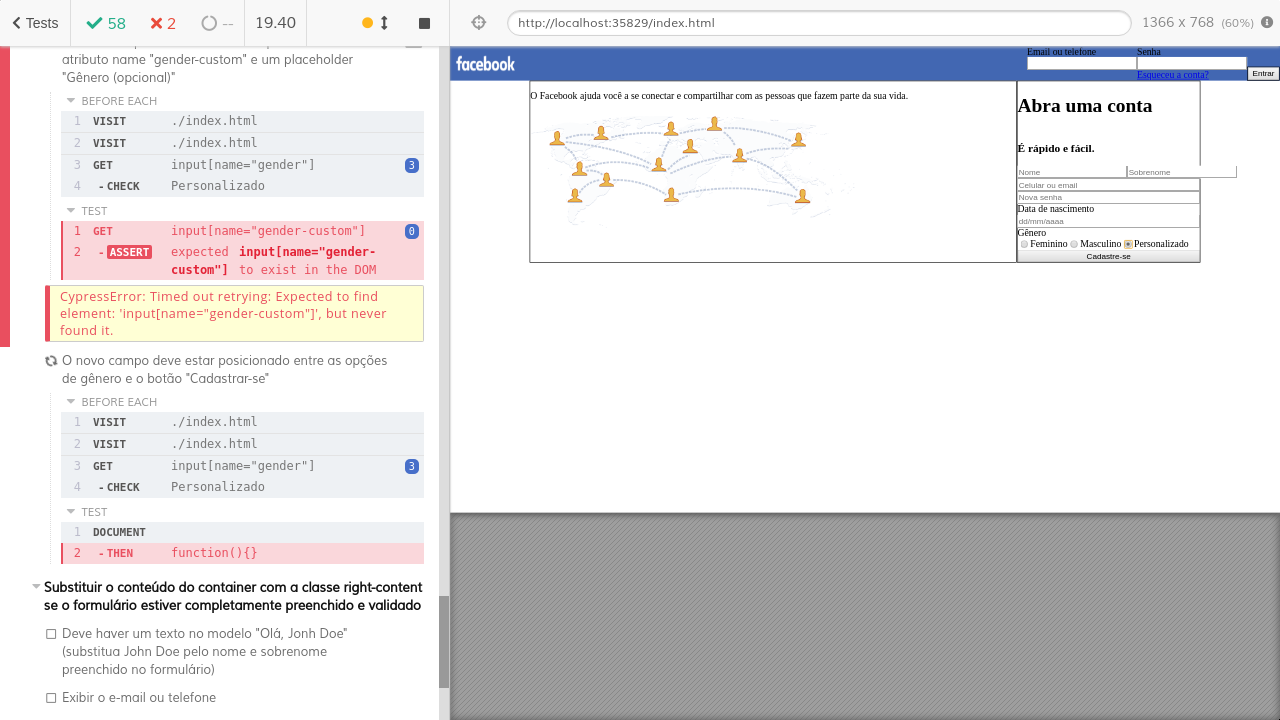 Tests
58
2
--
19.40
http://localhost:35829/index.html
1366 x 768 (60%)
atributo name "gender-custom" e um placeholder
"Gênero (opcional)"
BEFORE EACH
1 VISIT ./index.html
2 VISIT ./index.html
3 GET input[name="gender"] 3
4 - CHECK Personalizado
TEST
1 GET input[name="gender-custom"] 0
2 - ASSERT expected input[name="gender-
custom"] to exist in the DOM
CypressError: Timed out retrying: Expected to find
element: 'input[name="gender-custom"]', but never
found it.
O novo campo deve estar posicionado entre as opções
de gênero e o botão "Cadastrar-se"
BEFORE EACH
1 VISIT ./index.html
2 VISIT ./index.html
3 GET input[name="gender"] 3
4 - CHECK Personalizado
TEST
1 DOCUMENT
2 - THEN function(){}
Substituir o conteúdo do container com a classe right-content
se o formulário estiver completamente preenchido e validado
Deve haver um texto no modelo "Olá, Jonh Doe"
(substitua John Doe pelo nome e sobrenome
preenchido no formulário)
Exibir o e-mail ou telefone
facebook
Email ou telefone
Senha
Esqueceu a conta?
Entrar
O Facebook ajuda você a se conectar e compartilhar com as pessoas que fazem parte da sua vida.
Abra uma conta
É rápido e fácil.
Nome
Sobrenome
Celular ou email
Nova senha
Data de nascimento
dd/mm/aaaa
Gênero
Feminino Masculino Personalizado
Cadastre-se